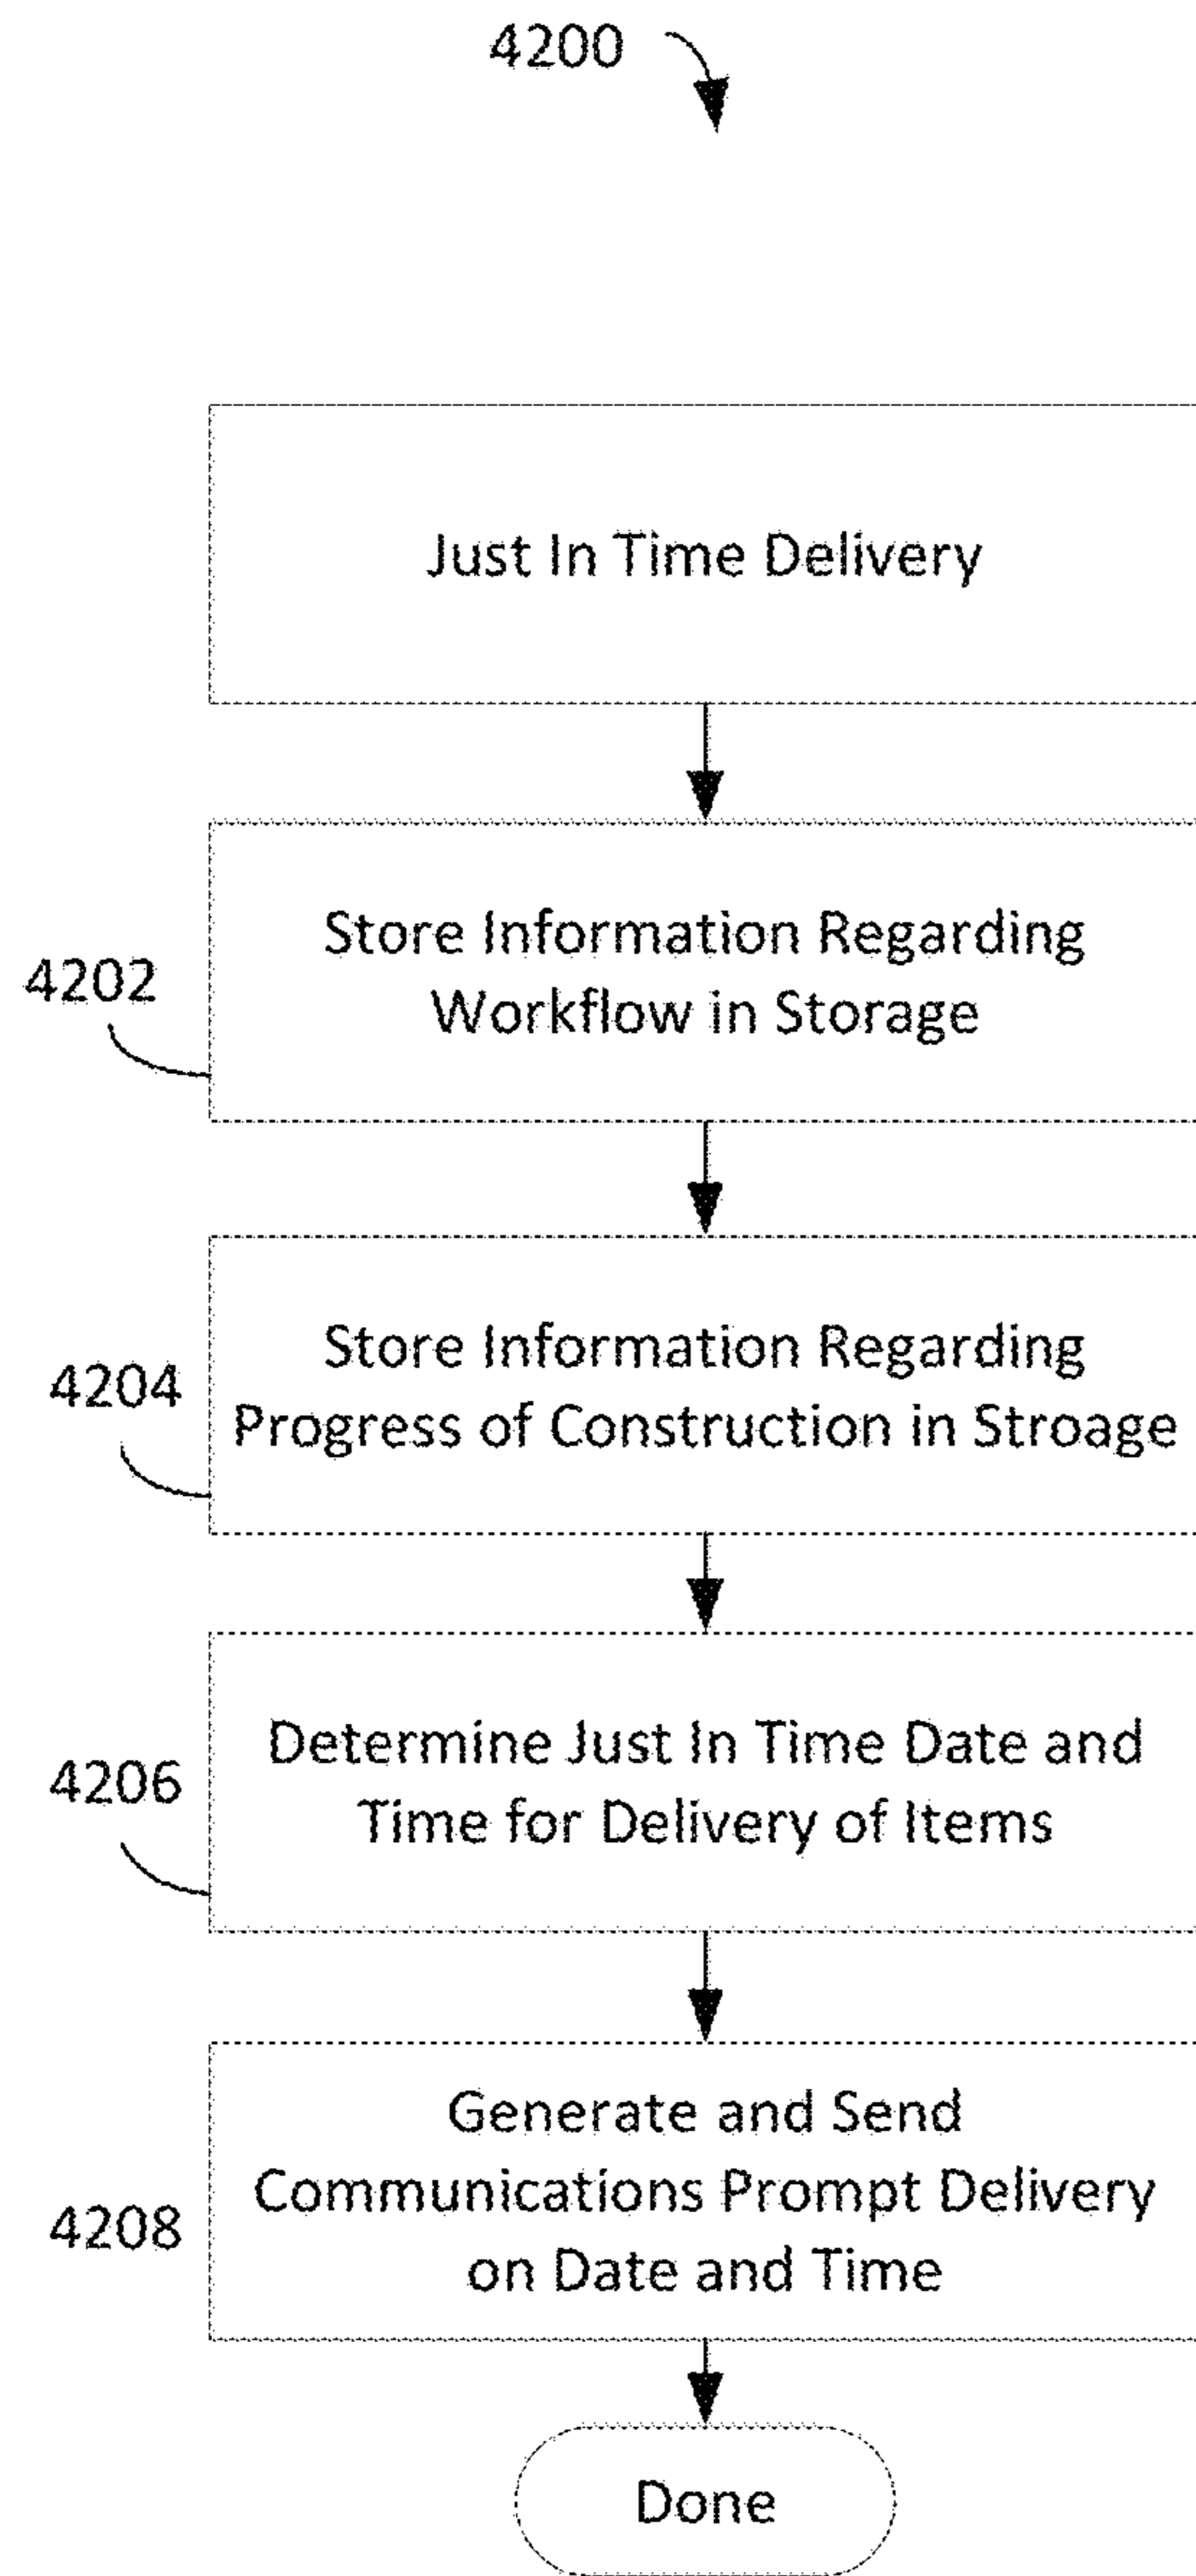 4200
Just In Time Delivery
Store Information Regarding
Workflow in Storage
4202
Store Information Regarding
Progress of Construction in Stroage
4204
Determine Just In Time Date and
Time for Delivery of Items
4206
Generate and Send
Communications Prompt Delivery
on Date and Time
4208
Done